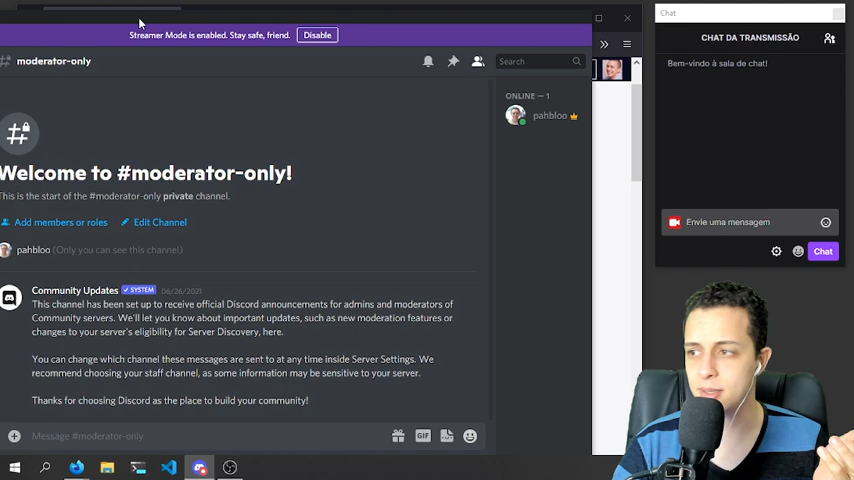 Streamer Mode is enabled. Stay safe, friend. Disable
moderator-only
Search
ONLINE — 1
pahbloo
Welcome to #moderator-only!
This is the start of the #moderator-only private channel.
Add members or roles Edit Channel
pahbloo (Only you can see this channel!)
Community Updates ✓ SYSTEM 06/26/2021
This channel has been set up to receive official Discord announcements for admins and moderators of
Community servers. We'll let you know about important updates, such as new moderation features or
changes to your server's eligibility for Server Discovery, here.
You can change which channel these messages are sent to at any time inside Server Settings. We
recommend choosing your staff channel, as some information may be sensitive to your server.
Thanks for choosing Discord as the place to build your community!
Message #moderator-only
GIF
Chat
CHAT DA TRANSMISSÃO
Bem-vindo à sala de chat!
Envie uma mensagem
Chat